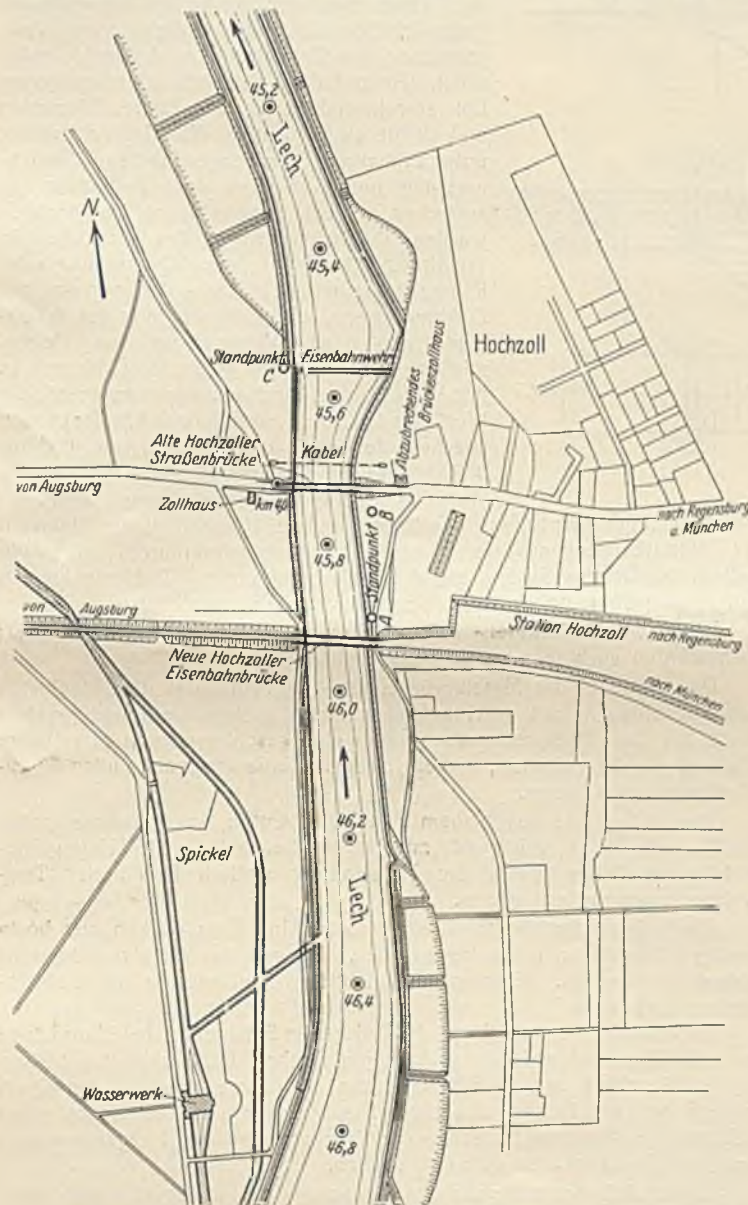 45,2
Lech
N.
45,4
Hochzoll
Standpunkt
C
Eisenbahnwehr
45,6
Abzubrechendes
Brückenzollhaus
Alte Hochzoller
Straßenbrücke
Kabel
b
von Augsburg
Zollhaus
nach Regensburg
u. München
Standpunkt
B
45,8
A
von Augsburg
Station Hochzoll
nach Regensburg
Neue Hochzoller
Eisenbahnbrücke
nach München
46,0
46,2
Spickel
Lech
46,4
Wasserwerk
46,8